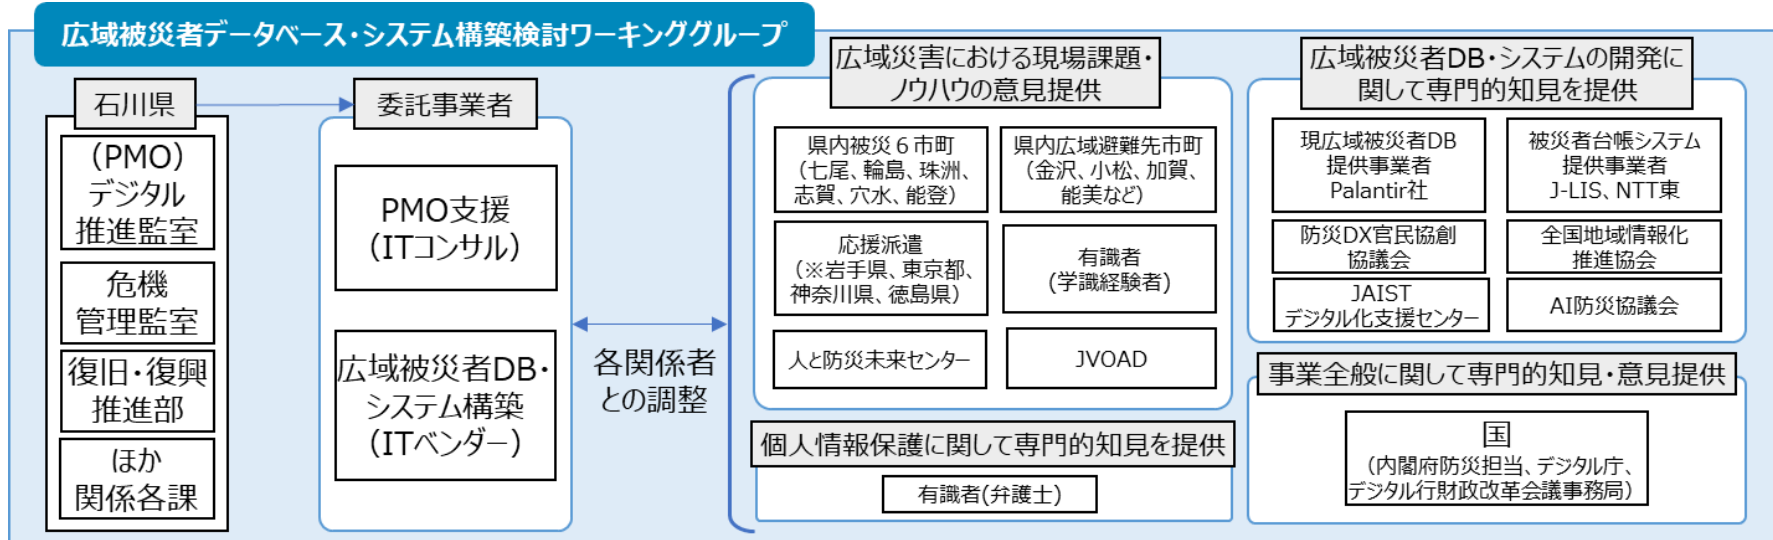 広域被災者データベース・システム構築検討ワーキンググループ
石川県
(PMO)
デジタル
推進監室
危機
管理監室
復旧・復興
推進部
ほか
関係各課
委託事業者
PMO支援
(ITコンサル)
広域被災者DB・
システム構築
(ITベンダー)
各関係者
との調整
広域災害における現場課題・
ノウハウの意見提供
県内被災６市町
(七尾、輪島、珠洲、
志賀、穴水、能登)
県内広域避難先市町
(金沢、小松、加賀、
能美など)
応援派遣
(※岩手県、東京都、
神奈川県、徳島県)
有識者
(学識経験者)
人と防災未来センター
JVOAD
個人情報保護に関して専門的知見を提供
有識者(弁護士)
広域被災者DB・システムの開発に
関して専門的知見を提供
現広域被災者DB
提供事業者
Palantir社
被災者台帳システム
提供事業者
J-LIS、NTT東
防災DX官民協創
協議会
全国地域情報化
推進協会
JAIST
デジタル化支援センター
AI防災協議会
事業全般に関して専門的知見・意見提供
国
(内閣府防災担当、デジタル庁、
デジタル行財政改革会議事務局)